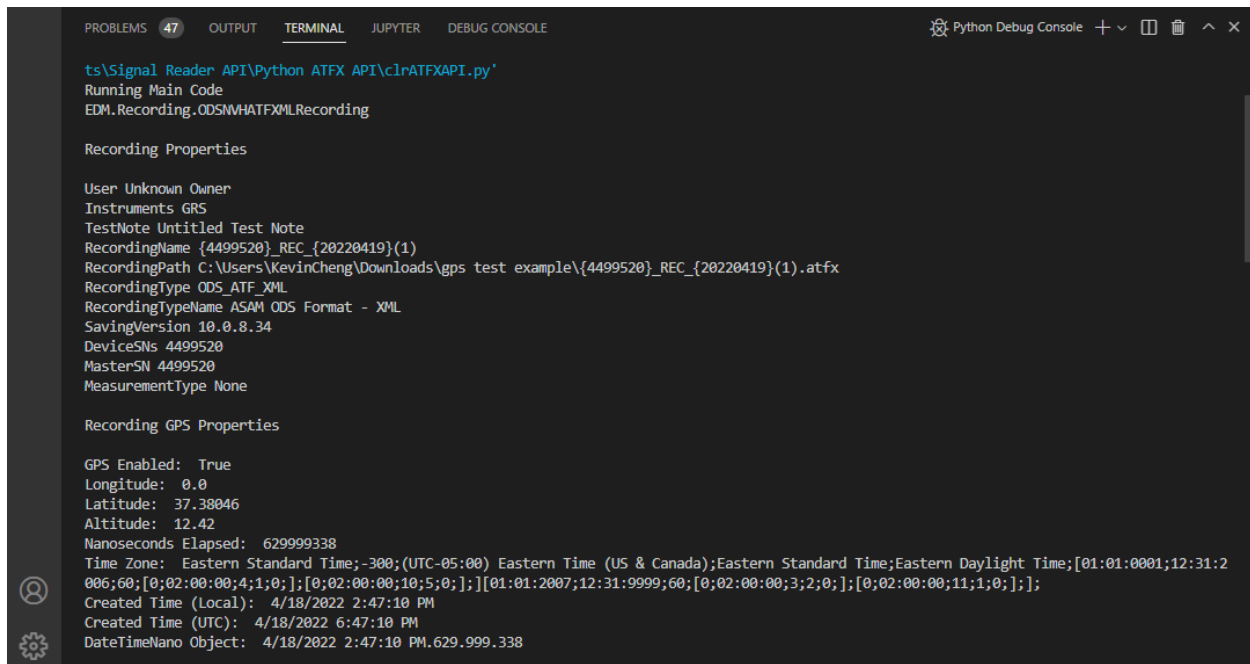 PROBLEMS 47 OUTPUT TERMINAL JUPYTER DEBUG CONSOLE Python Debug Console
ts\Signal Reader API\Python ATFX API\clrATFXAPI.py'
Running Main Code
EDM.Recording.ODSNVHATFXMLRecording
Recording Properties
User Unknown Owner
Instruments GRS
TestNote Untitled Test Note
RecordingName {4499520}_REC_{20220419}(1)
RecordingPath C:\Users\KevinCheng\Downloads\gps test example\{4499520}_REC_{20220419}(1).atfx
RecordingType ODS_ATF_XML
RecordingTypeName ASAM ODS Format - XML
SavingVersion 10.0.8.34
DeviceSNs 4499520
MasterSN 4499520
MeasurementType None
Recording GPS Properties
GPS Enabled:  True
Longitude:  0.0
Latitude:  37.38046
Altitude:  12.42
Nanoseconds Elapsed:  629999338
Time Zone:  Eastern Standard Time;-300;(UTC-05:00) Eastern Time (US & Canada);Eastern Standard Time;Eastern Daylight Time;[01:01:0001;12:31:2
006;60;[0;02:00:00;4;1;0;];[0;02:00:00;10;5;0;];][01:01:2007;12:31:9999;60;[0;02:00:00;3;2;0;];[0;02:00:00;11;1;0;];];
Created Time (Local):  4/18/2022 2:47:10 PM
Created Time (UTC):  4/18/2022 6:47:10 PM
DateTimeNano Object:  4/18/2022 2:47:10 PM.629.999.338